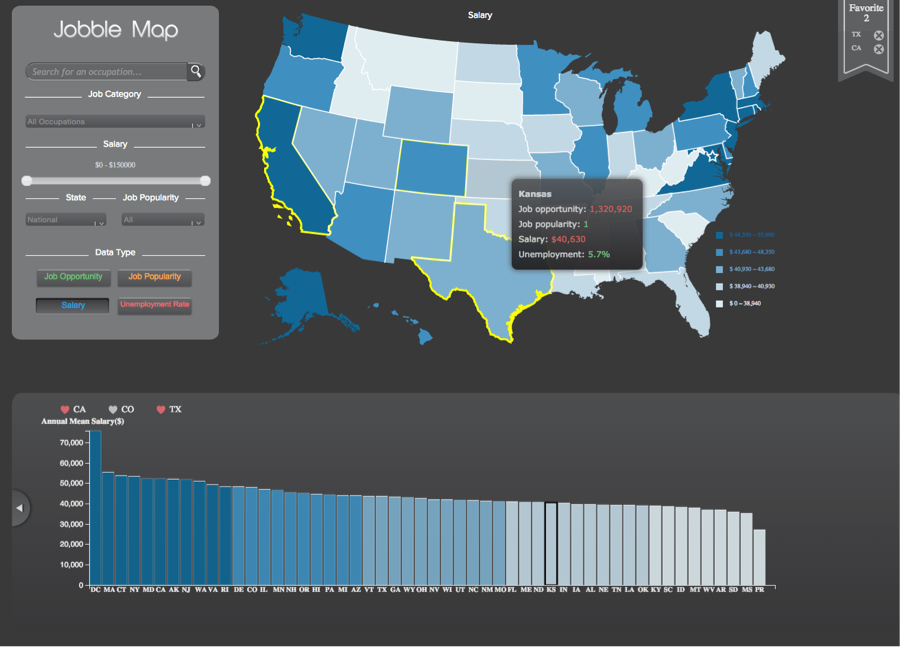 Jobble Map
Search for an occupation...
Job Category
All Occupations
Salary
$0 - $150000
State
Job Popularity
National
All
Data Type
Job Opportunity
Job Popularity
Salary
Unemployment Rate
Salary
Favorite
2
TX
CA
Kansas
Job opportunity: 1,320,920
Job popularity: 1
Salary: $40,630
Unemployment: 5.7%
$ 43,680 – 48,350
$ 40,930 – 43,680
$ 38,940 – 40,930
$ 0 – 38,940
CA
CO
TX
Annual Mean Salary($)
70,000
60,000
50,000
40,000
30,000
20,000
10,000
0
DC MA CT NY MD CA AK NJ WA VA RI DE CO IL MN NH OR HI PA MI AZ VT TX GA WY OH NV WI UT NC NM MO FL ME ND KS IN IA AL NE TN LA OK KY SC ID MT WV AR SD MS PR